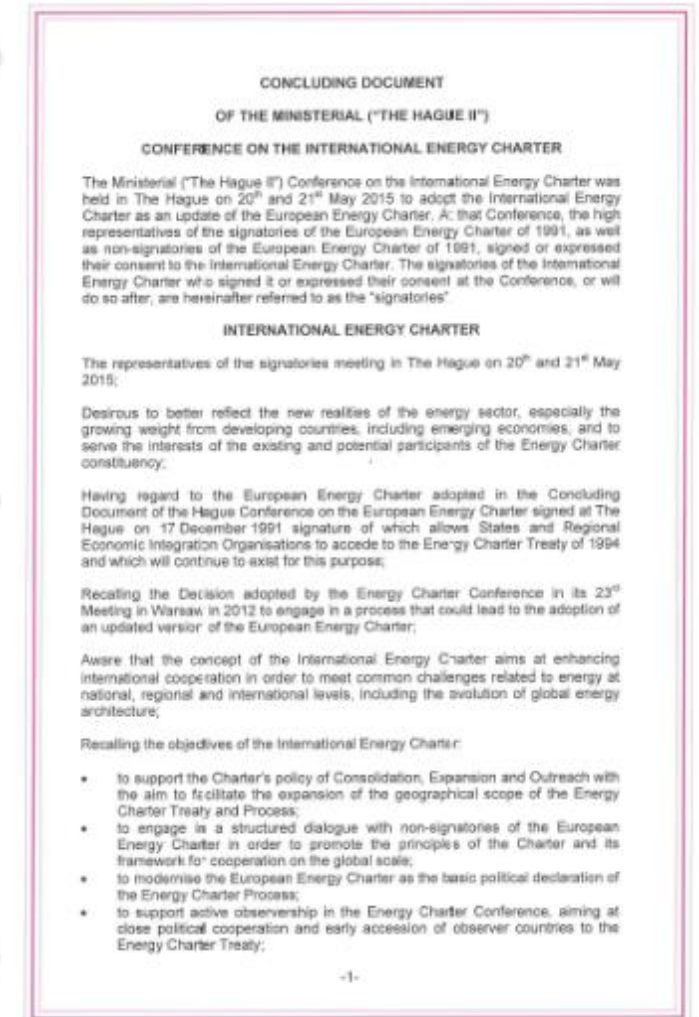 CONCLUDING DOCUMENT
OF THE MINISTERIAL ("THE HAGUE II")
CONFERENCE ON THE INTERNATIONAL ENERGY CHARTER
The Ministerial ("The Hague II") Conference on the International Energy Charter was
held in The Hague on 20th and 21st May 2015 to adopt the International Energy
Charter as an update of the European Energy Charter. At that Conference, the high
representatives of the signatories of the European Energy Charter of 1991, as well
as non-signatories of the European Energy Charter of 1991, signed or expressed
their consent to the International Energy Charter. The signatories of the International
Energy Charter who signed it or expressed their consent at the Conference, or will
do so after, are hereinafter referred to as the "signatories"
INTERNATIONAL ENERGY CHARTER
The representatives of the signatories meeting in The Hague on 20th and 21st May
2015;
Desirous to better reflect the new realities of the energy sector, especially the
growing weight from developing countries, including emerging economies, and to
serve the interests of the existing and potential participants of the Energy Charter
constituency;
Having regard to the European Energy Charter adopted in the Concluding
Document of the Hague Conference on the European Energy Charter signed at The
Hague on 17 December 1991 signature of which allows States and Regional
Economic Integration Organisations to accede to the Energy Charter Treaty of 1994
and which will continue to exist for this purpose;
Recalling the Decision adopted by the Energy Charter Conference in its 23rd
Meeting in Warsaw in 2012 to engage in a process that could lead to the adoption of
an updated version of the European Energy Charter;
Aware that the concept of the International Energy Charter aims at enhancing
international cooperation in order to meet common challenges related to energy at
national, regional and international levels, including the evolution of global energy
architecture;
Recalling the objectives of the International Energy Charter:
• to support the Charter's policy of Consolidation, Expansion and Outreach with
the aim to facilitate the expansion of the geographical scope of the Energy
Charter Treaty and Process;
• to engage in a structured dialogue with non-signatories of the European
Energy Charter in order to promote the principles of the Charter and its
framework for cooperation on the global scale;
• to modernise the European Energy Charter as the basic political declaration of
the Energy Charter Process;
• to support active observership in the Energy Charter Conference, aiming at
close political cooperation and early accession of observer countries to the
Energy Charter Treaty;
-1-